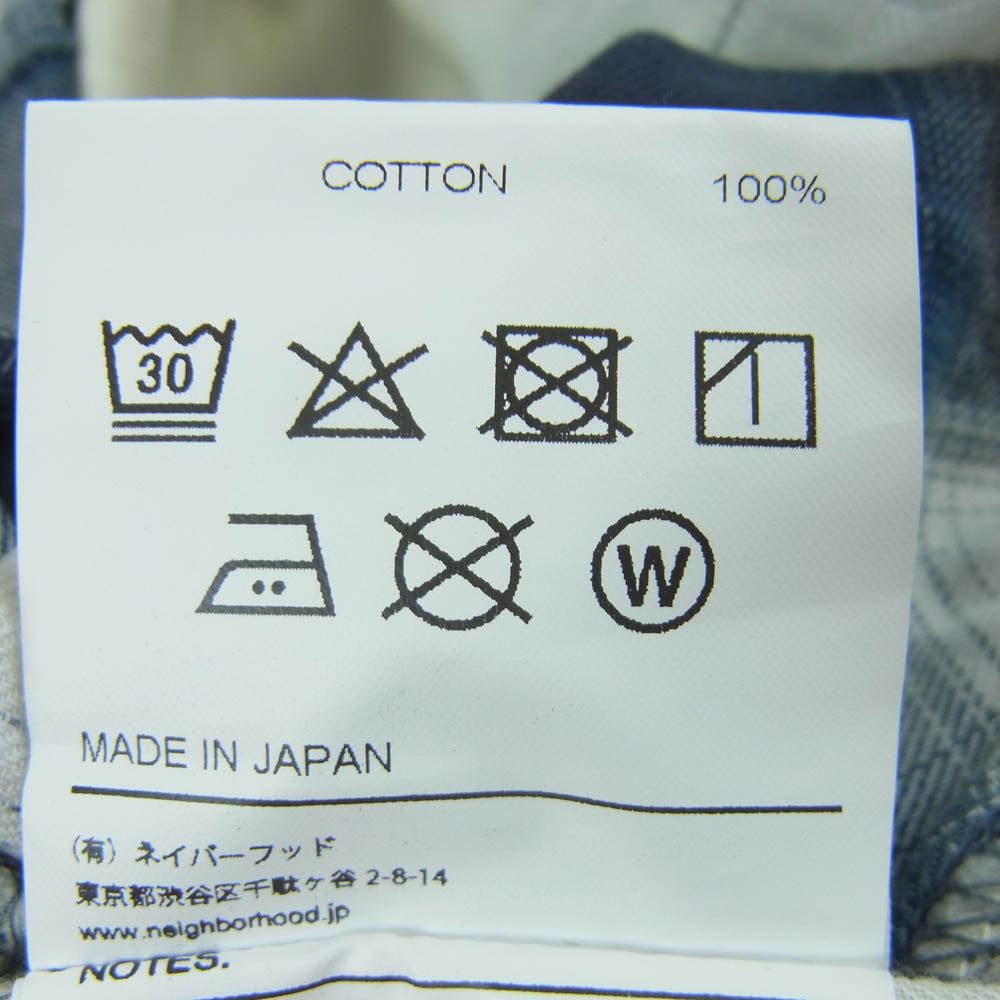 COTTON 100%
30
W
MADE IN JAPAN
(有) ネイバーフッド
東京都渋谷区千駄ヶ谷 2-8-14
www.neighborhood.jp
NOTES.